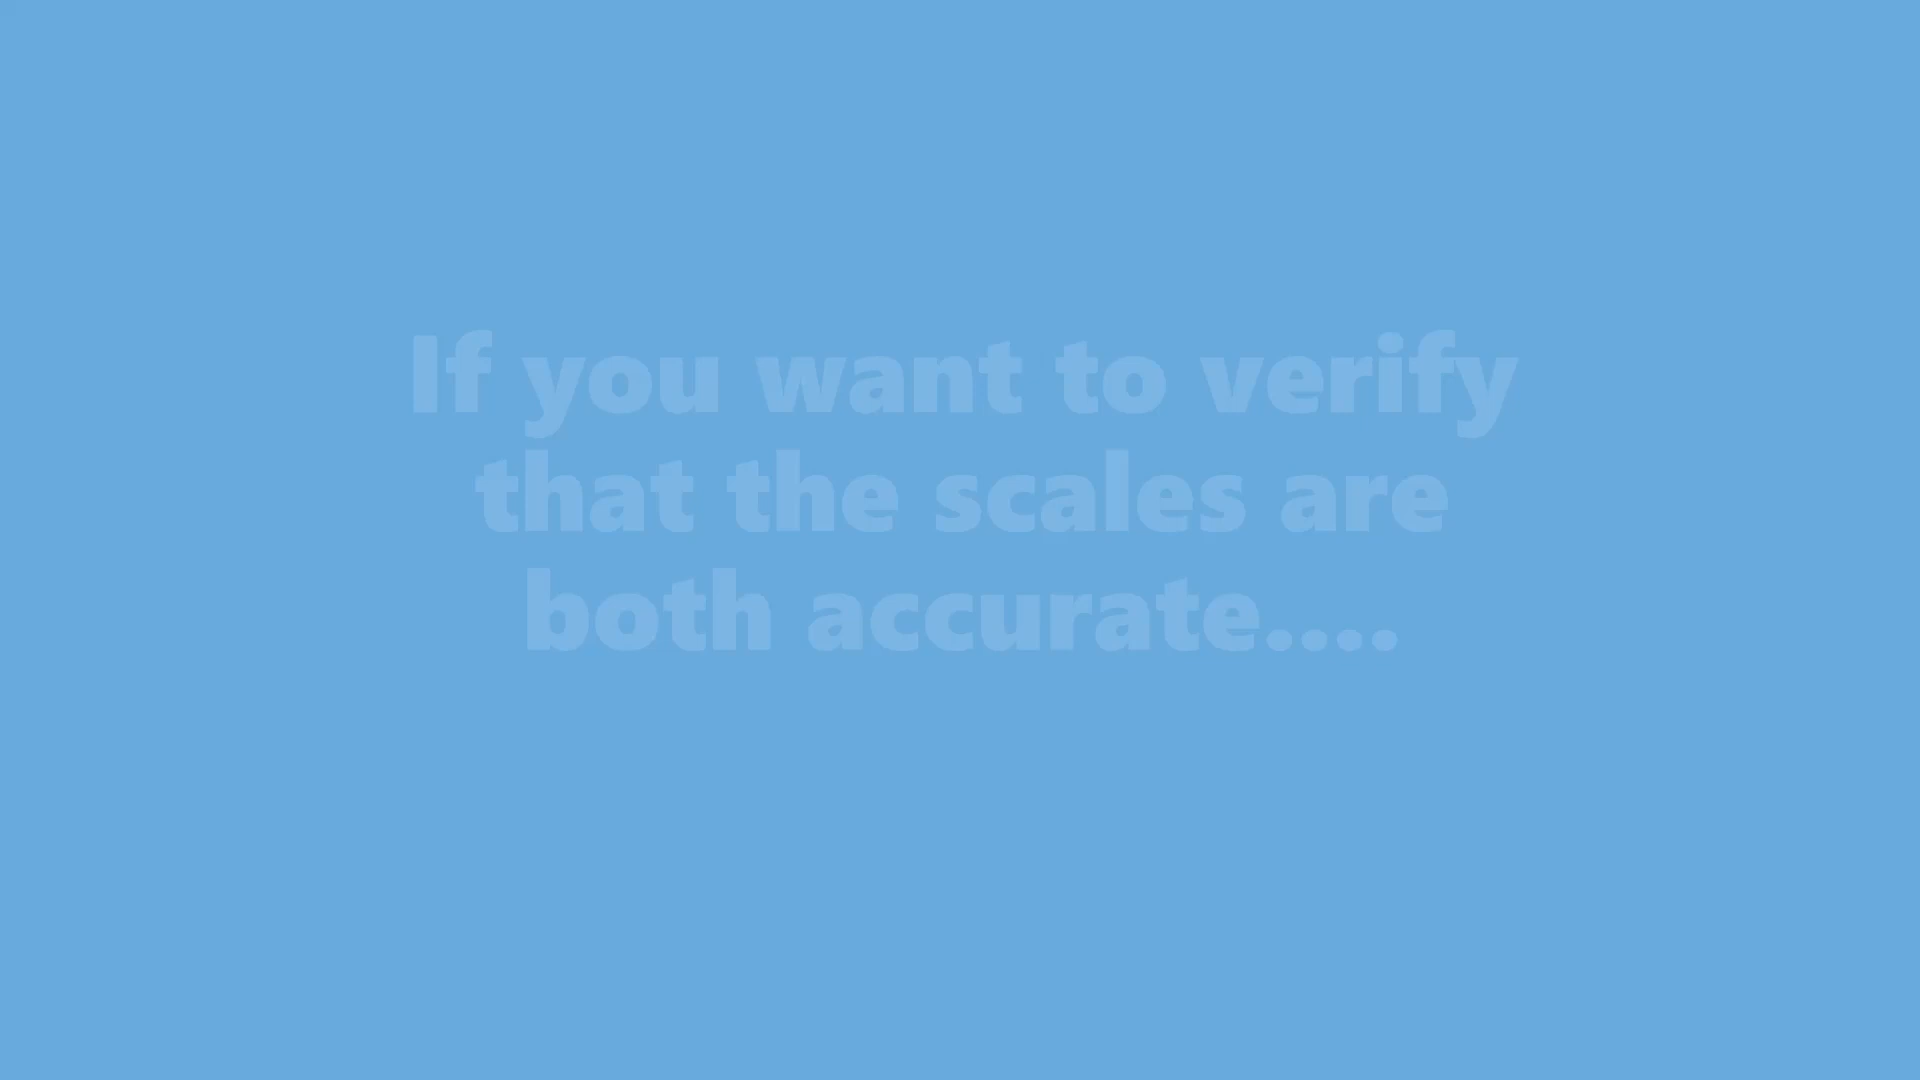 If you want to verify
that the scales are
both accurate....